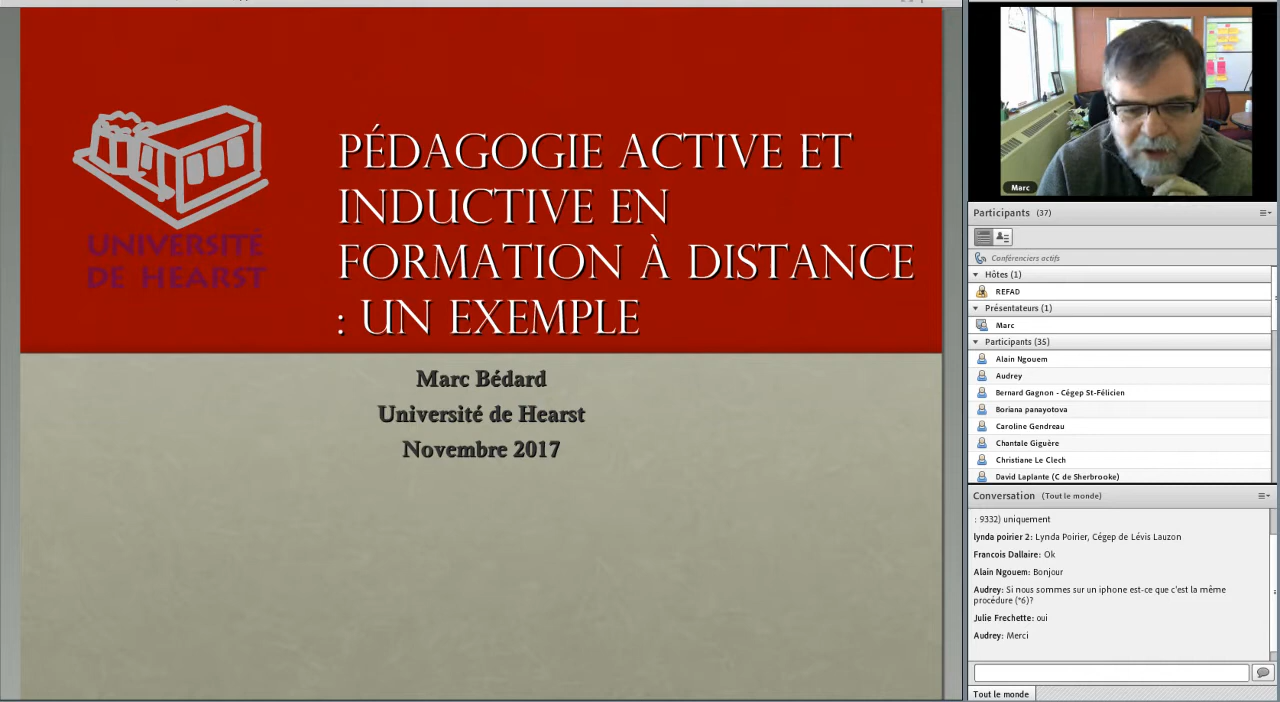 UNIVERSITÉ
DE HEARST
PÉDAGOGIE ACTIVE ET
INDUCTIVE EN
FORMATION À DISTANCE
: UN EXEMPLE
Marc Bédard
Université de Hearst
Novembre 2017
Marc
Participants (37)
Conférenciers actifs
Hôtes (1)
REFAD
Présentateurs (1)
Marc
Participants (35)
Alain Ngouem
Audrey
Bernard Gagnon - Cégep St-Félicien
Boriana panayotova
Caroline Gendreau
Chantale Giguère
Christiane Le Clech
David Laplante (C de Sherbrooke)
Conversation (Tout le monde)
: 9332) uniquement
lynda poirier 2: Lynda Poirier, Cégep de Lévis Lauzon
Francois Dallaire: Ok
Alain Ngouem: Bonjour
Audrey: Si nous sommes sur un iphone est-ce que c'est la même
procédure (*6)?
Julie Frechette: oui
Audrey: Merci
Tout le monde